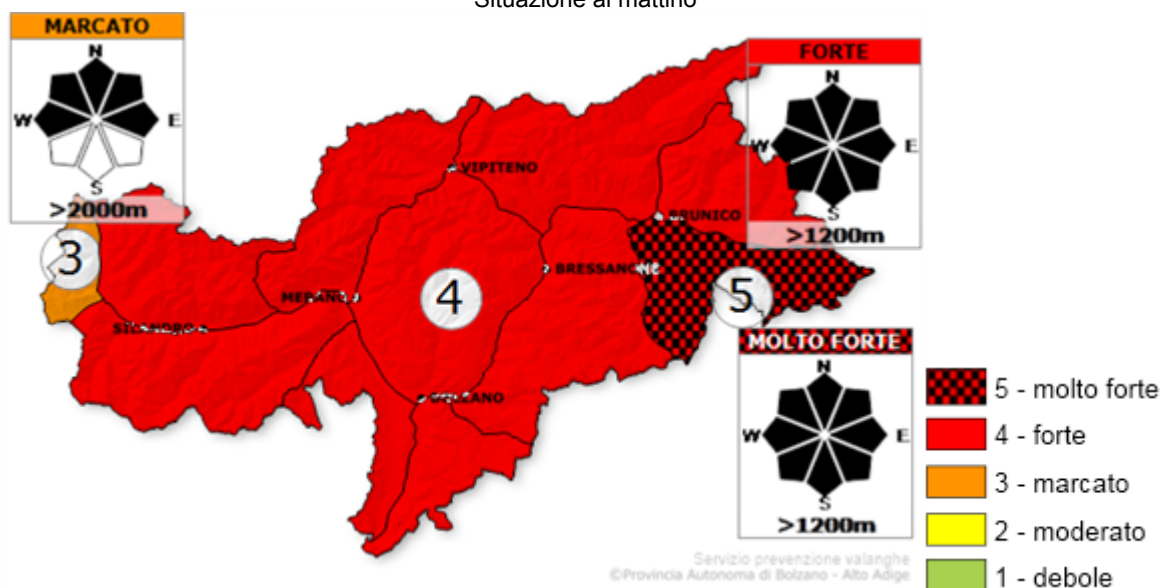 Situazione al mattino
MARCATO
N
W E
S
>2000m
3
FORTE
N
W E
S
>1200m
VIPITENO
BRUNICO
BRESSANONE
MERANO
4
5
SILANDRO
BOLZANO
MOLTO FORTE
N
W E
S
>1200m
5 - molto forte
4 - forte
3 - marcato
2 - moderato
1 - debole
Servizio prevenzione valanghe
©Provincia Autonoma di Bolzano - Alto Adige